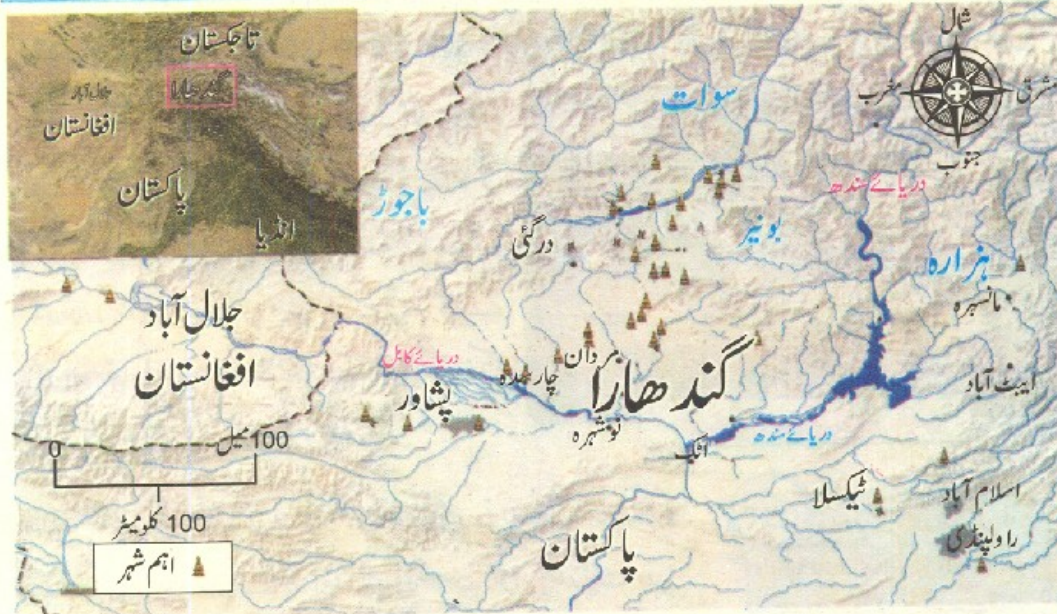 تاجکستان
گندھارا
جلال آباد
افغانستان
پاکستان
انڈیا
شمال
مشرق
مغرب
جنوب
سوات
دریائے سندھ
باجوڑ
بونیر
درگئی
ہزارہ
مانسہرہ
جلال آباد
افغانستان
دریائے کابل
مردان
چارسدہ
گندھارا
ایبٹ آباد
پشاور
نوشہرہ
دریائے سندھ
اٹک
0
100 میل
100 کلومیٹر
ٹیکسلا
اسلام آباد
راولپنڈی
پاکستان
اہم شہر